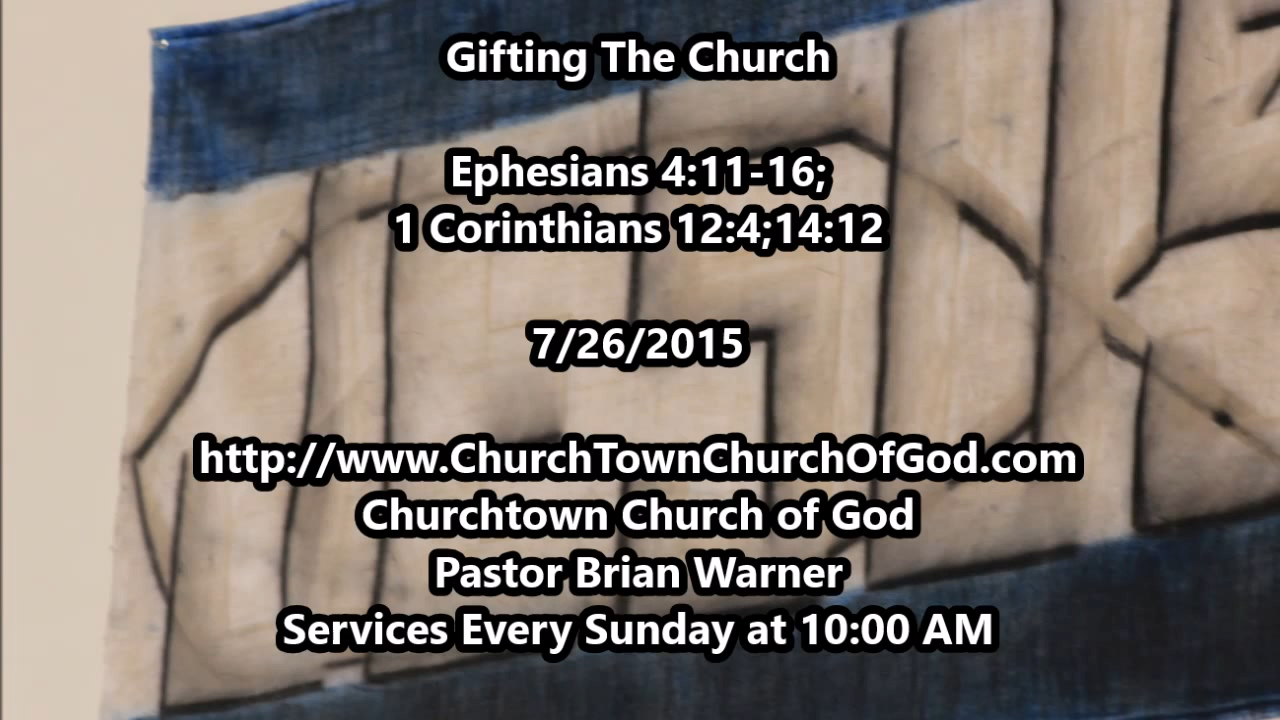 Gifting The Church
Ephesians 4:11-16;
1 Corinthians 12:4;14:12
7/26/2015
http://www.ChurchTownChurchOfGod.com
Churchtown Church of God
Pastor Brian Warner
Services Every Sunday at 10:00 AM